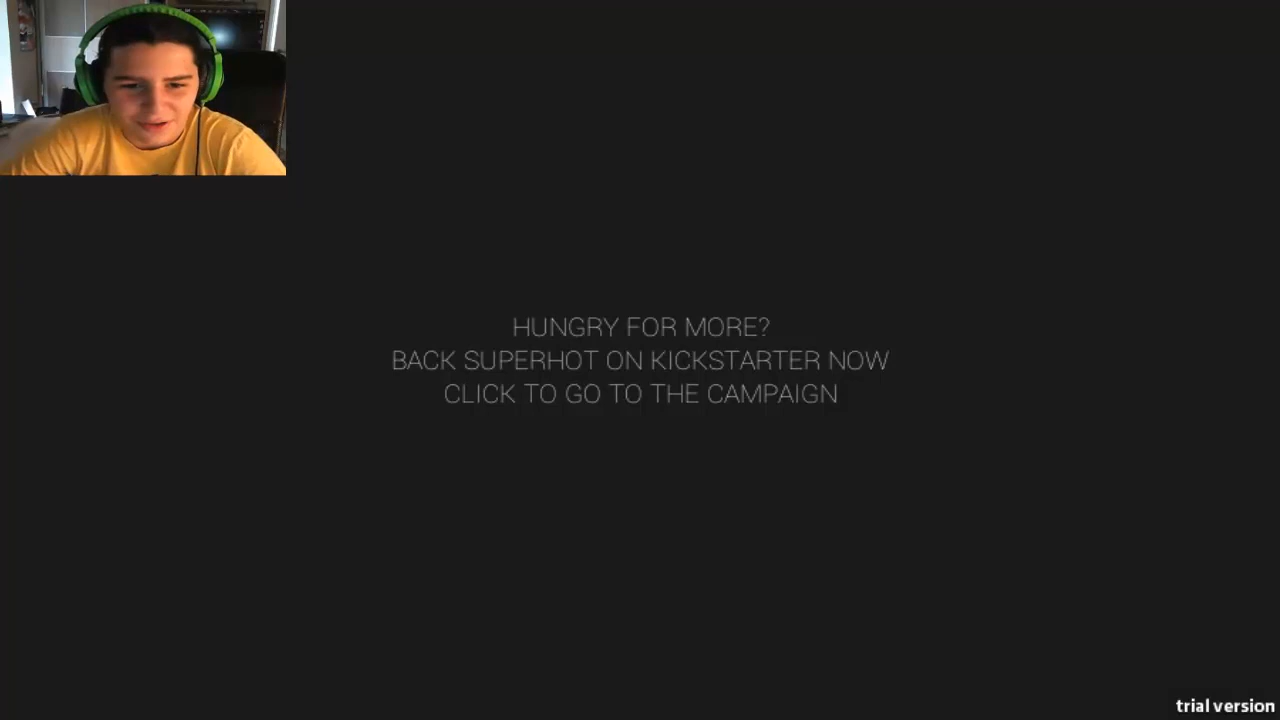 HUNGRY FOR MORE?
BACK SUPERHOT ON KICKSTARTER NOW
CLICK TO GO TO THE CAMPAIGN
trial version